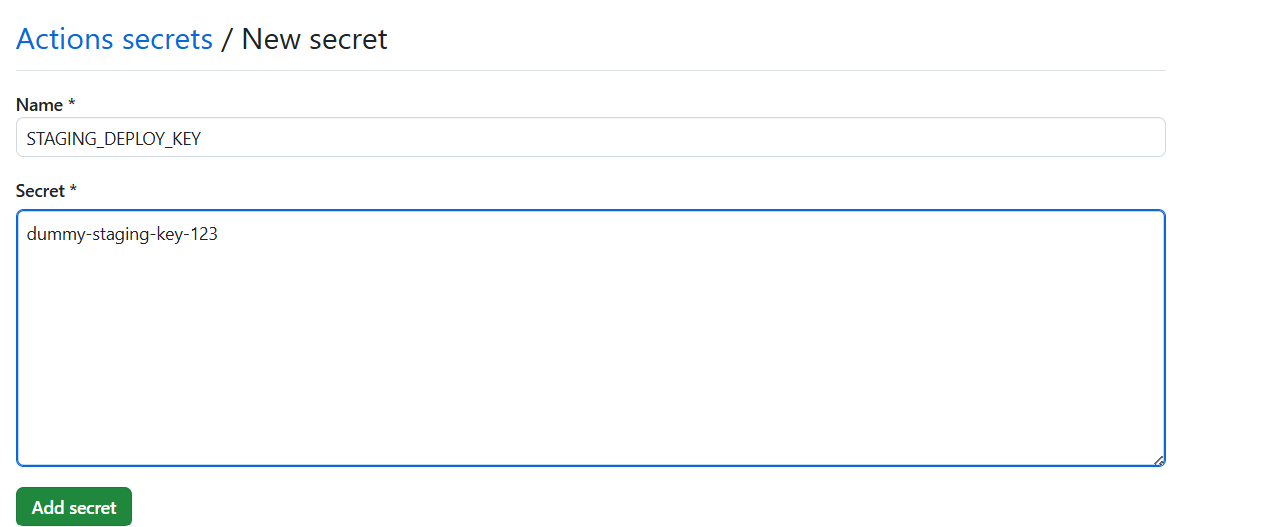 Actions secrets / New secret
Name *
STAGING_DEPLOY_KEY
Secret *
dummy-staging-key-123
Add secret